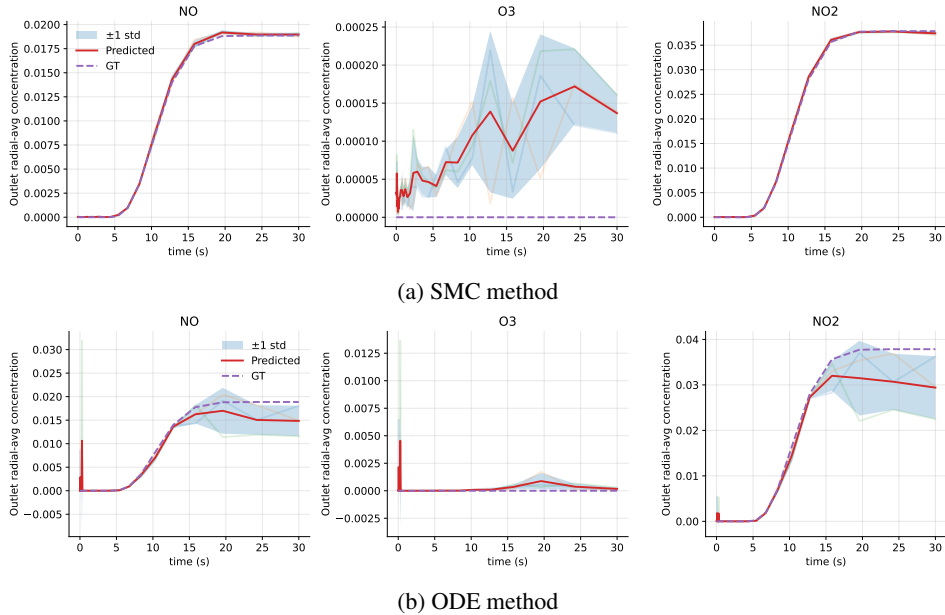 NO
O3
NO2
Outlet radial-avg concentration
0.0200
0.0175
0.0150
0.0125
0.0100
0.0075
0.0050
0.0025
0.0000
±1 std
Predicted
GT
0 5 10 15 20 25 30
time (s)
Outlet radial-avg concentration
0.00025
0.00020
0.00015
0.00010
0.00005
0.00000
0 5 10 15 20 25 30
time (s)
Outlet radial-avg concentration
0.035
0.030
0.025
0.020
0.015
0.010
0.005
0.000
0 5 10 15 20 25 30
time (s)
(a) SMC method
NO
O3
NO2
Outlet radial-avg concentration
0.030
0.025
0.020
0.015
0.010
0.005
0.000
−0.005
±1 std
Predicted
GT
0 5 10 15 20 25 30
time (s)
Outlet radial-avg concentration
0.0125
0.0100
0.0075
0.0050
0.0025
0.0000
−0.0025
0 5 10 15 20 25 30
time (s)
Outlet radial-avg concentration
0.04
0.03
0.02
0.01
0.00
0 5 10 15 20 25 30
time (s)
(b) ODE method